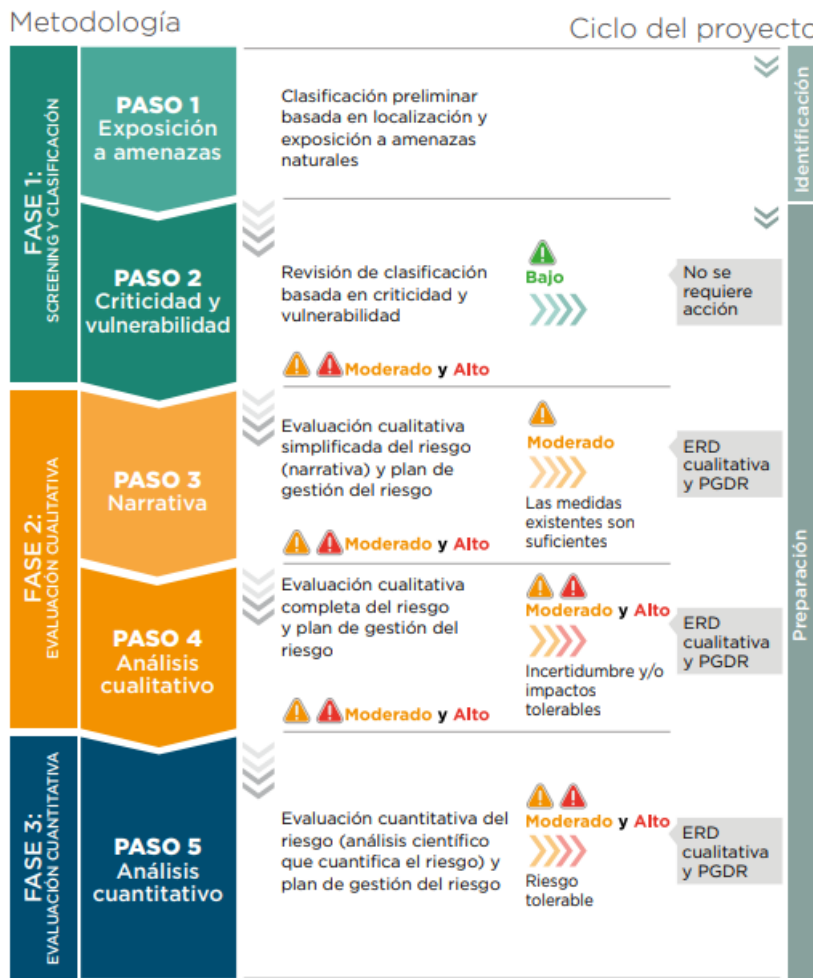 Metodología
Ciclo del proyecto
FASE 1:
SCREENING Y CLASIFICACIÓN
PASO 1
Exposición
a amenazas
Clasificación preliminar
basada en localización y
exposición a amenazas
naturales
Identificación
PASO 2
Criticidad y
vulnerabilidad
Revisión de clasificación
basada en criticidad y
vulnerabilidad
Bajo
No se
requiere
acción
Moderado y Alto
FASE 2:
EVALUACIÓN CUALITATIVA
PASO 3
Narrativa
Evaluación cualitativa
simplificada del riesgo
(narrativa) y plan de
gestión del riesgo
Moderado
Las medidas
existentes son
suficientes
ERD
cualitativa
y PGDR
Moderado y Alto
Preparación
PASO 4
Análisis
cualitativo
Evaluación cualitativa
completa del riesgo
y plan de gestión del
riesgo
Moderado y Alto
Incertidumbre y/o
impactos
tolerables
ERD
cualitativa
y PGDR
Moderado y Alto
FASE 3:
EVALUACIÓN CUANTITATIVA
PASO 5
Análisis
cuantitativo
Evaluación cuantitativa del
riesgo (análisis científico
que cuantifica el riesgo) y
plan de gestión del riesgo
Moderado y Alto
Riesgo
tolerable
ERD
cualitativa
y PGDR